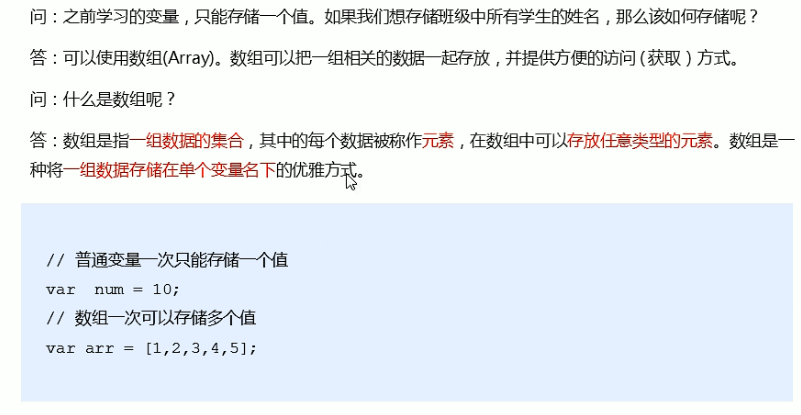 问：之前学习的变量，只能存储一个值。如果我们想存储班级中所有学生的姓名，那么该如何存储呢？
答：可以使用数组(Array)。数组可以把一组相关的数据一起存放，并提供方便的访问(获取）方式。
问：什么是数组呢？
答：数组是指一组数据的集合，其中的每个数据被称作元素，在数组中可以存放任意类型的元素。数组是一
种将一组数据存储在单个变量名下的优雅方式。
// 普通变量一次只能存储一个值
var  num = 10;
// 数组一次可以存储多个值
var arr = [1,2,3,4,5];